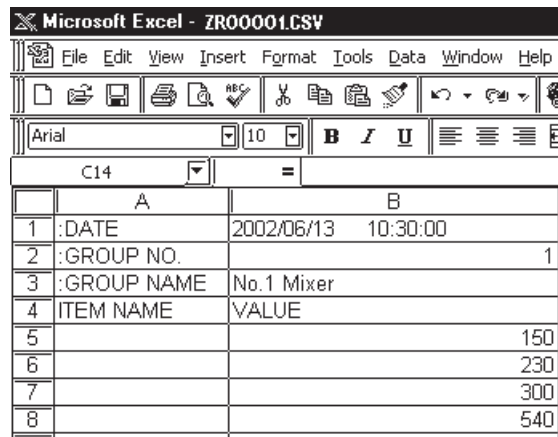 Microsoft Excel - ZR00001.CSV
File Edit View Insert Format Tools Data Window Help
ABC
Arial 10 B I U
C14 =
A B
1 :DATE 2002/06/13 10:30:00
2 :GROUP NO. 1
3 :GROUP NAME No.1 Mixer
4 ITEM NAME VALUE
5 150
6 230
7 300
8 540